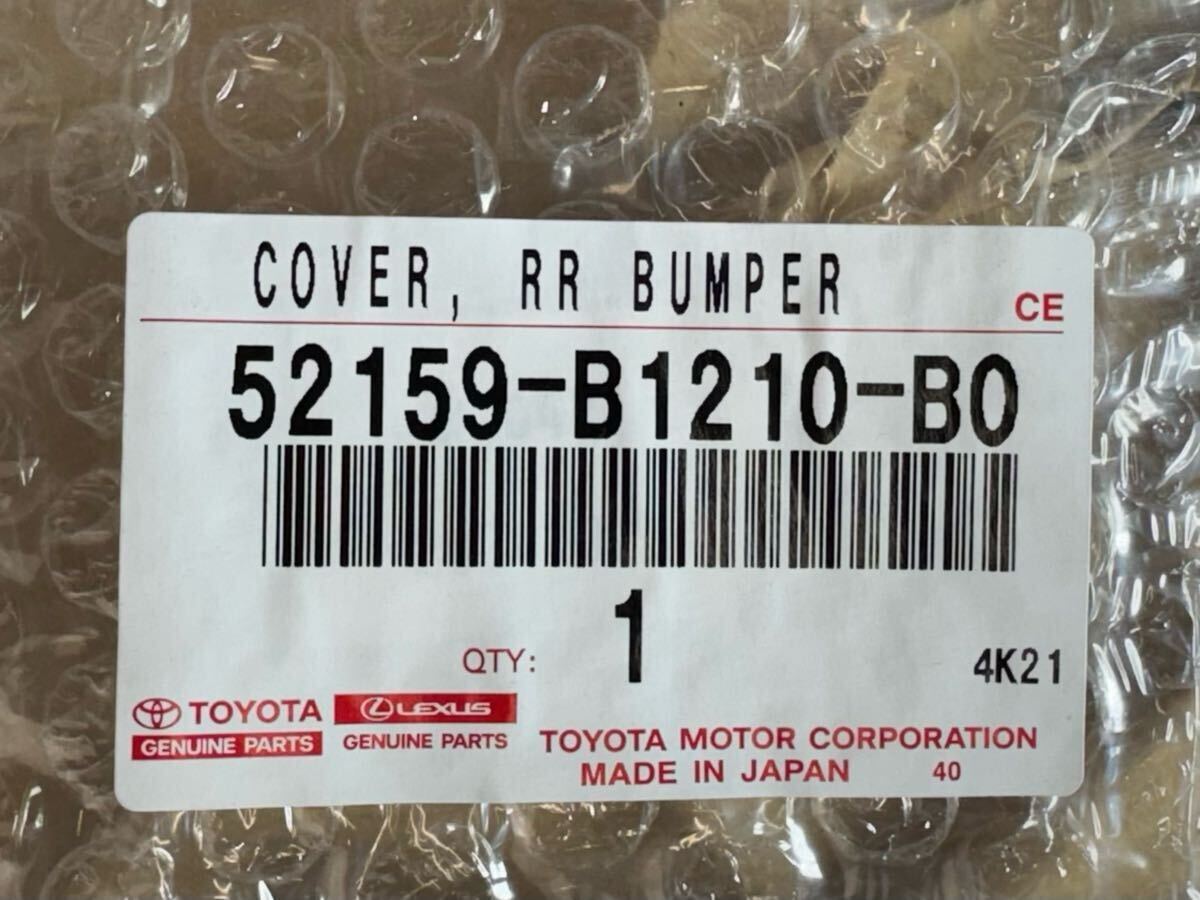 COVER, RR BUMPER
CE
52159-B1210-B0
1
QTY:
4K21
TOYOTA
GENUINE PARTS
LEXUS
GENUINE PARTS
TOYOTA MOTOR CORPORATION
MADE IN JAPAN 40